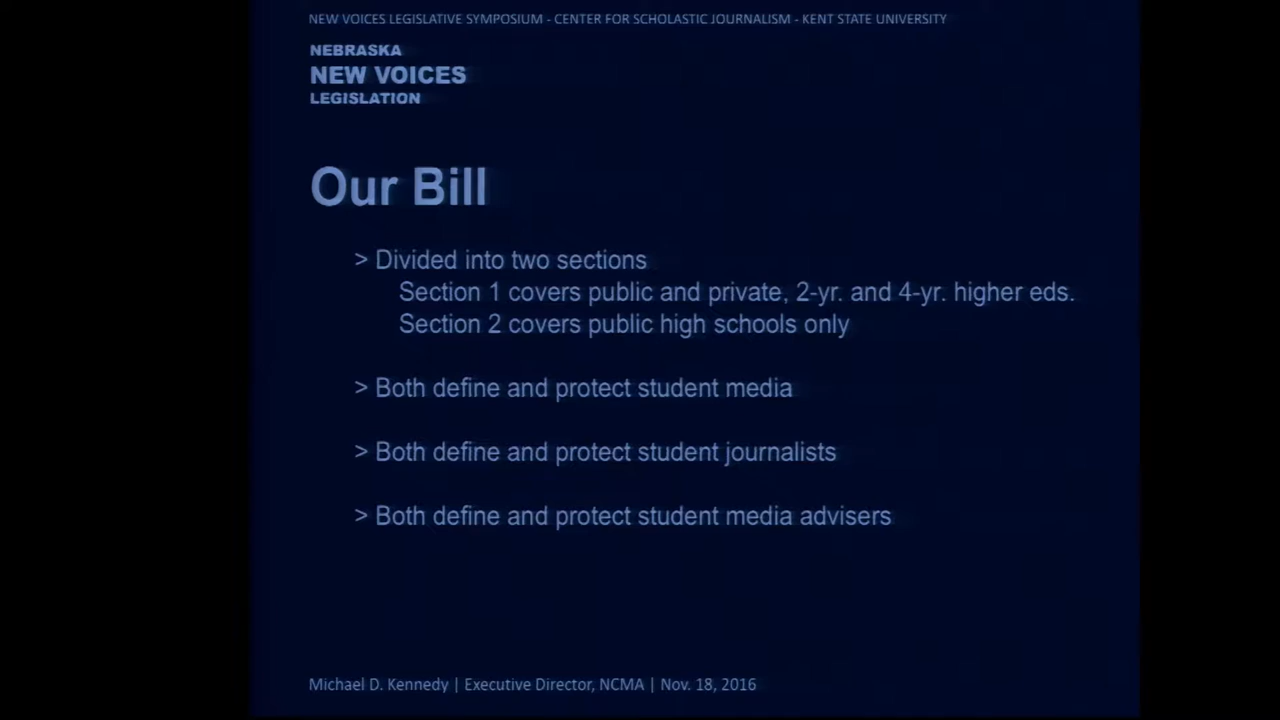 NEW VOICES LEGISLATIVE SYMPOSIUM - CENTER FOR SCHOLASTIC JOURNALISM - KENT STATE UNIVERSITY
NEBRASKA
NEW VOICES
LEGISLATION
Our Bill
> Divided into two sections
Section 1 covers public and private, 2-yr. and 4-yr. higher eds.
Section 2 covers public high schools only
> Both define and protect student media
> Both define and protect student journalists
> Both define and protect student media advisers
Michael D. Kennedy | Executive Director, NCMA | Nov. 18, 2016